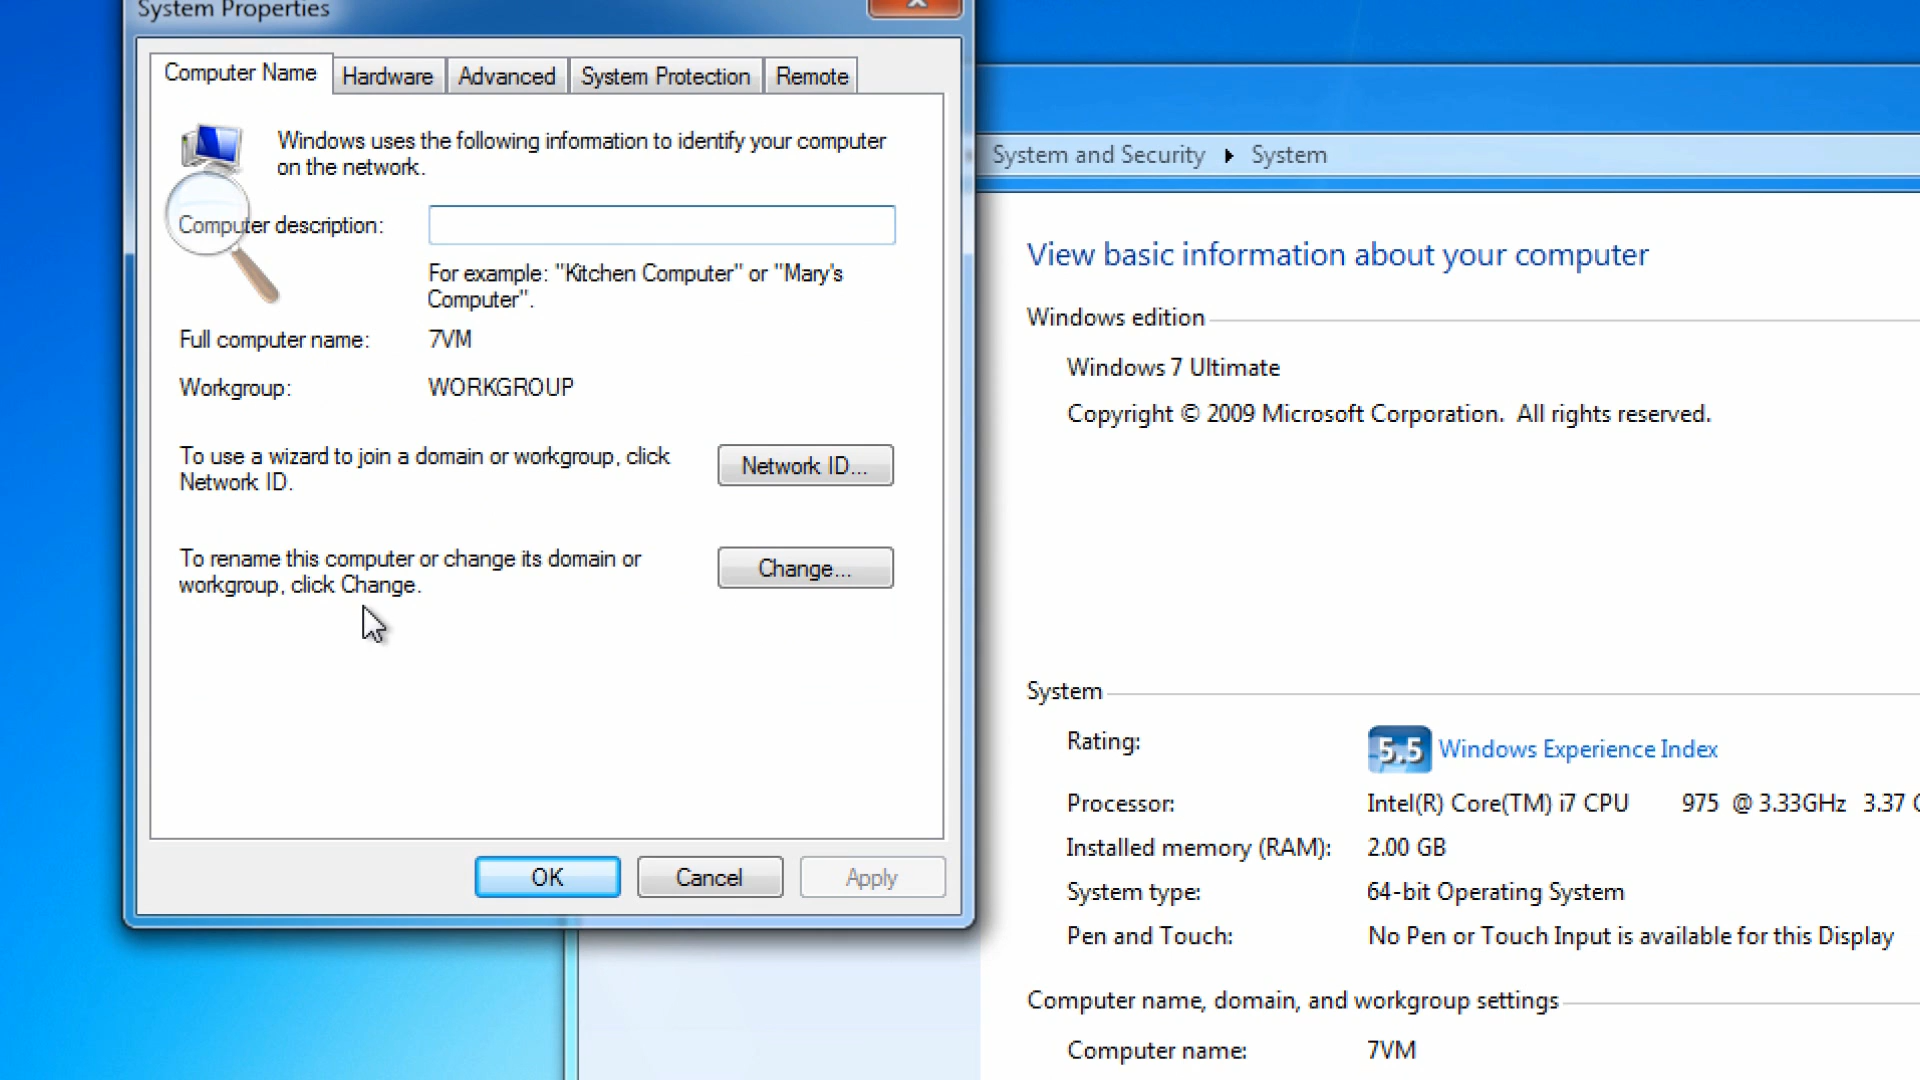 System Properties
Computer Name
Hardware
Advanced
System Protection
Remote
Windows uses the following information to identify your computer
on the network.
Computer description:
For example: "Kitchen Computer" or "Mary's
Computer".
Full computer name: 7VM
Workgroup: WORKGROUP
To use a wizard to join a domain or workgroup, click
Network ID.
Network ID...
To rename this computer or change its domain or
workgroup, click Change.
Change...
OK
Cancel
Apply
System and Security
System
View basic information about your computer
Windows edition
Windows 7 Ultimate
Copyright © 2009 Microsoft Corporation. All rights reserved.
System
Rating: 5.5 Windows Experience Index
Processor: Intel(R) Core(TM) i7 CPU 975 @ 3.33GHz 3.37
Installed memory (RAM): 2.00 GB
System type: 64-bit Operating System
Pen and Touch: No Pen or Touch Input is available for this Display
Computer name, domain, and workgroup settings
Computer name: 7VM